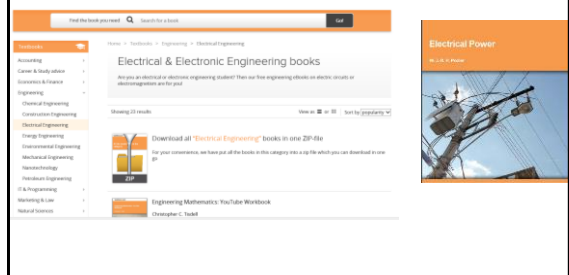 Find the book you need
Search for a book
Go!
Textbooks
Accounting
Career & Study advice
Economics & Finance
Engineering
Chemical Engineering
Construction Engineering
Electrical Engineering
Energy Engineering
Environmental Engineering
Mechanical Engineering
Nanotechnology
Petroleum Engineering
IT & Programming
Marketing & Law
Natural Sciences
Home > Textbooks > Engineering > Electrical Engineering
Electrical & Electronic Engineering books
Are you an electrical or electronic engineering student? Then our free engineering eBooks on electric circuits or
electromagnetism are for you!
Showing 23 results
View as or
Sort by popularity
Download all "Electrical Engineering" books in one ZIP-file
For your convenience, we have put all the books in this category into a zip file which you can download in one
go
ZIP
Engineering Mathematics: YouTube Workbook
Christopher C. Tisdell
Electrical Power